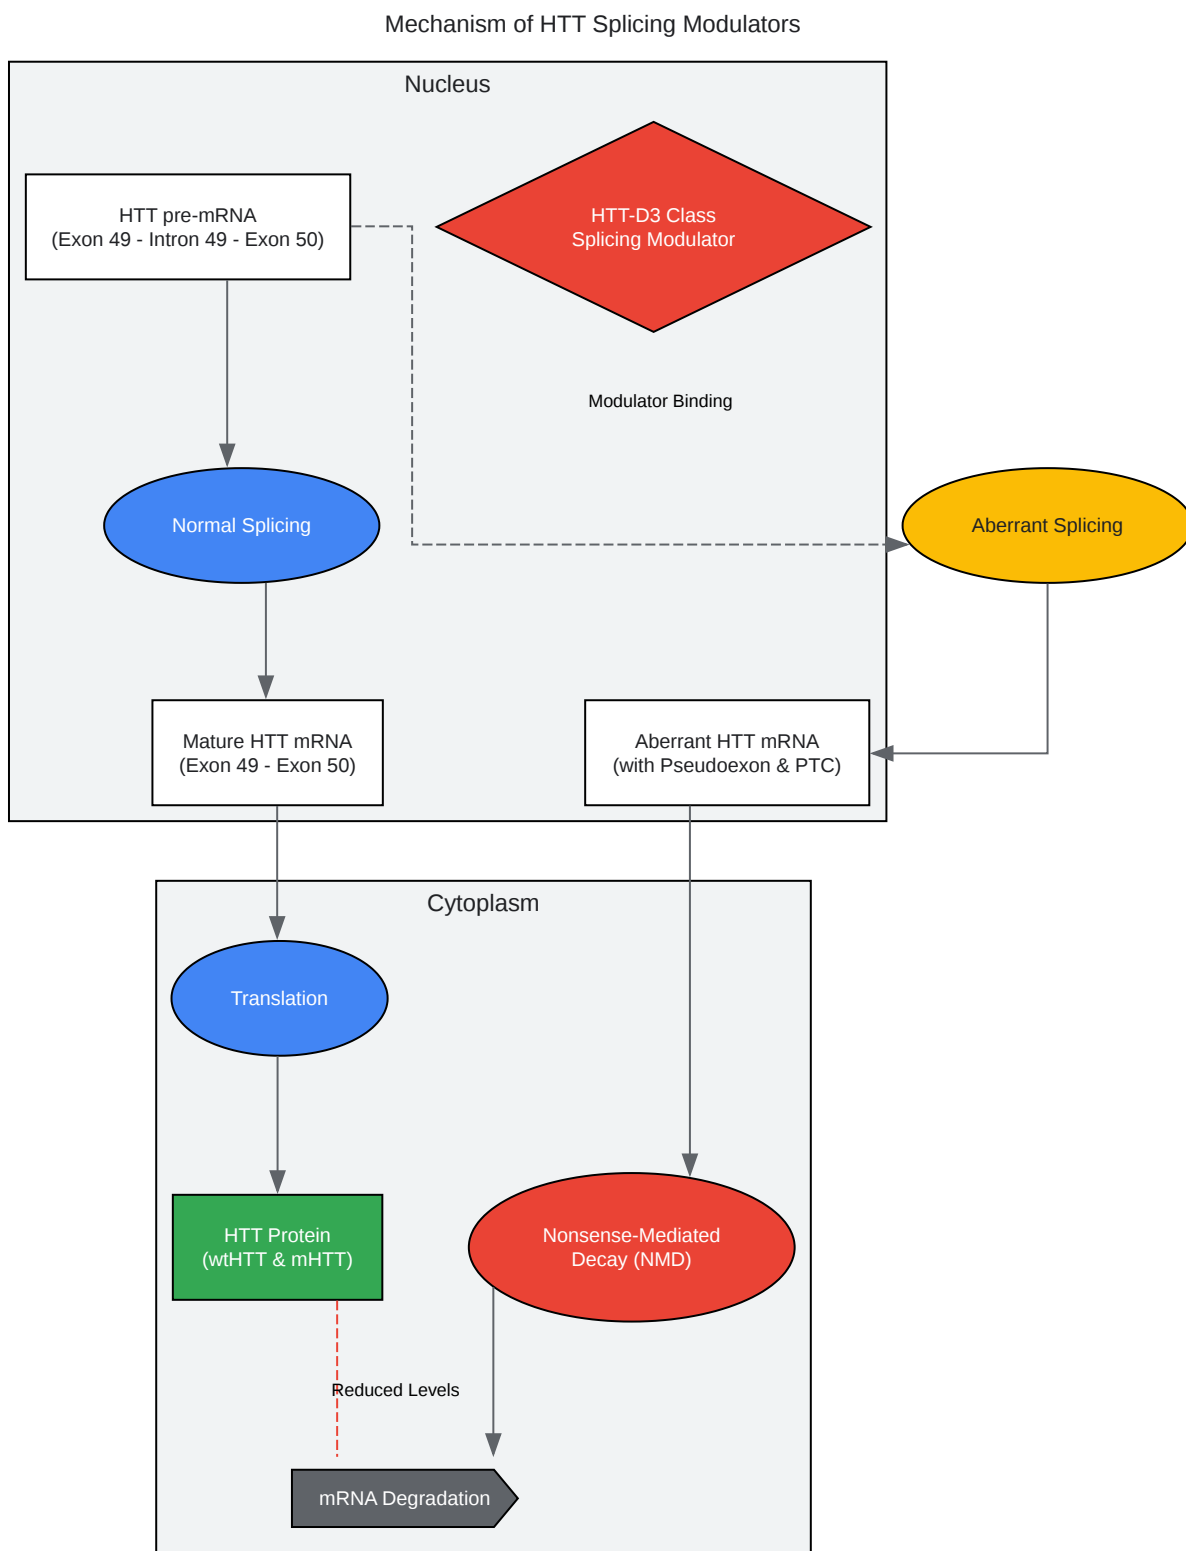 Mechanism of HTT Splicing Modulators
Nucleus
HTT pre-mRNA
(Exon 49 - Intron 49 - Exon 50)
HTT-D3 Class
Splicing Modulator
Modulator Binding
Normal Splicing
Aberrant Splicing
Mature HTT mRNA
(Exon 49 - Exon 50)
Aberrant HTT mRNA
(with Pseudoexon & PTC)
Cytoplasm
Translation
HTT Protein
(wtHTT & mHTT)
Nonsense-Mediated
Decay (NMD)
Reduced Levels
mRNA Degradation